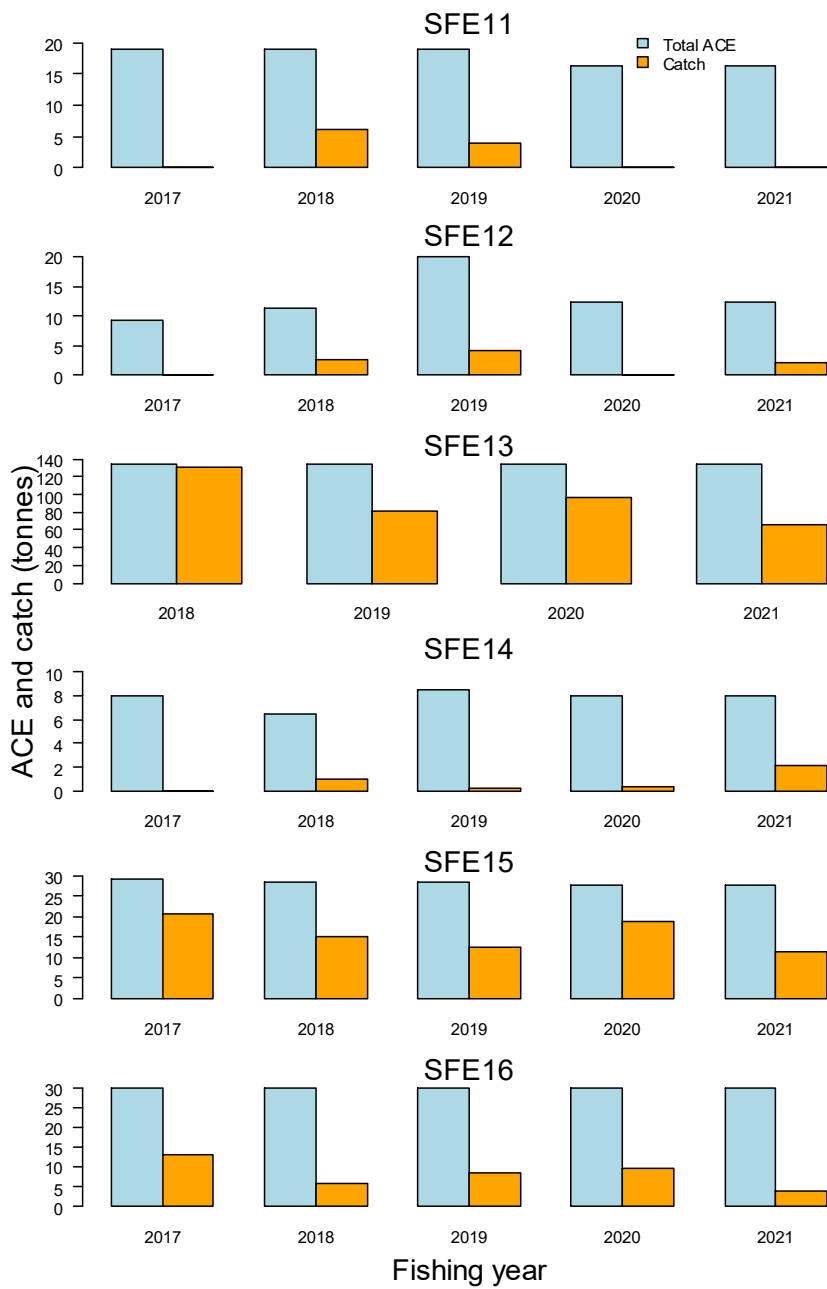 SFE11
Total ACE
Catch
20
15
10
5
0
2017 2018 2019 2020 2021
SFE12
20
15
10
5
0
2017 2018 2019 2020 2021
SFE13
140
120
100
80
60
40
20
0
2018 2019 2020 2021
ACE and catch (tonnes)
SFE14
10
8
6
4
2
0
2017 2018 2019 2020 2021
SFE15
30
25
20
15
10
5
0
2017 2018 2019 2020 2021
SFE16
30
25
20
15
10
5
0
2017 2018 2019 2020 2021
Fishing year